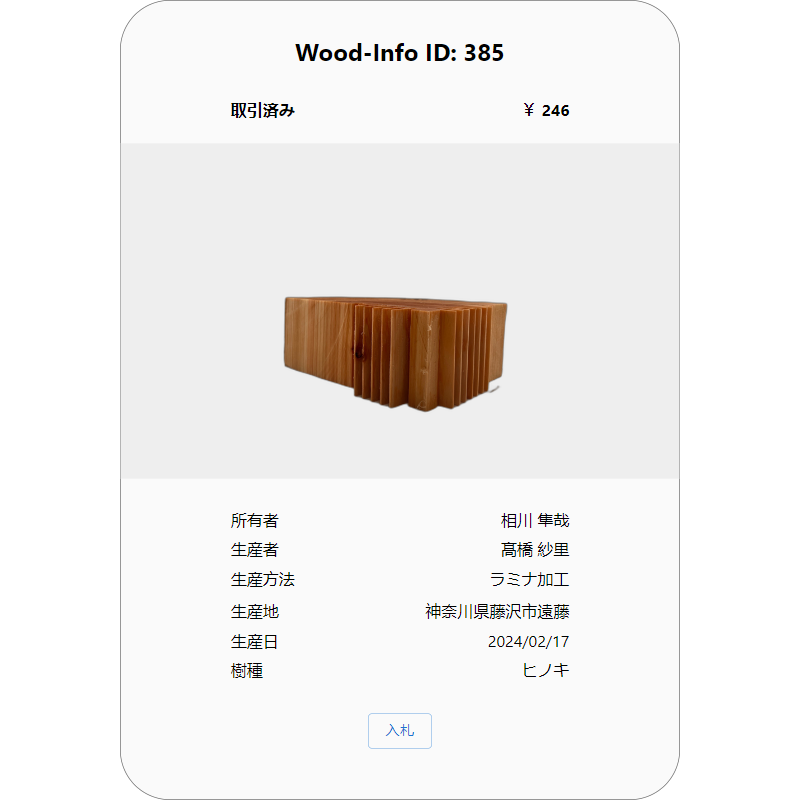 Wood-Info ID: 385
取引済み ￥ 246
所有者 相川 隼哉
生産者 髙橋 紗里
生産方法 ラミナ加工
生産地 神奈川県藤沢市遠藤
生産日 2024/02/17
樹種 ヒノキ
入札